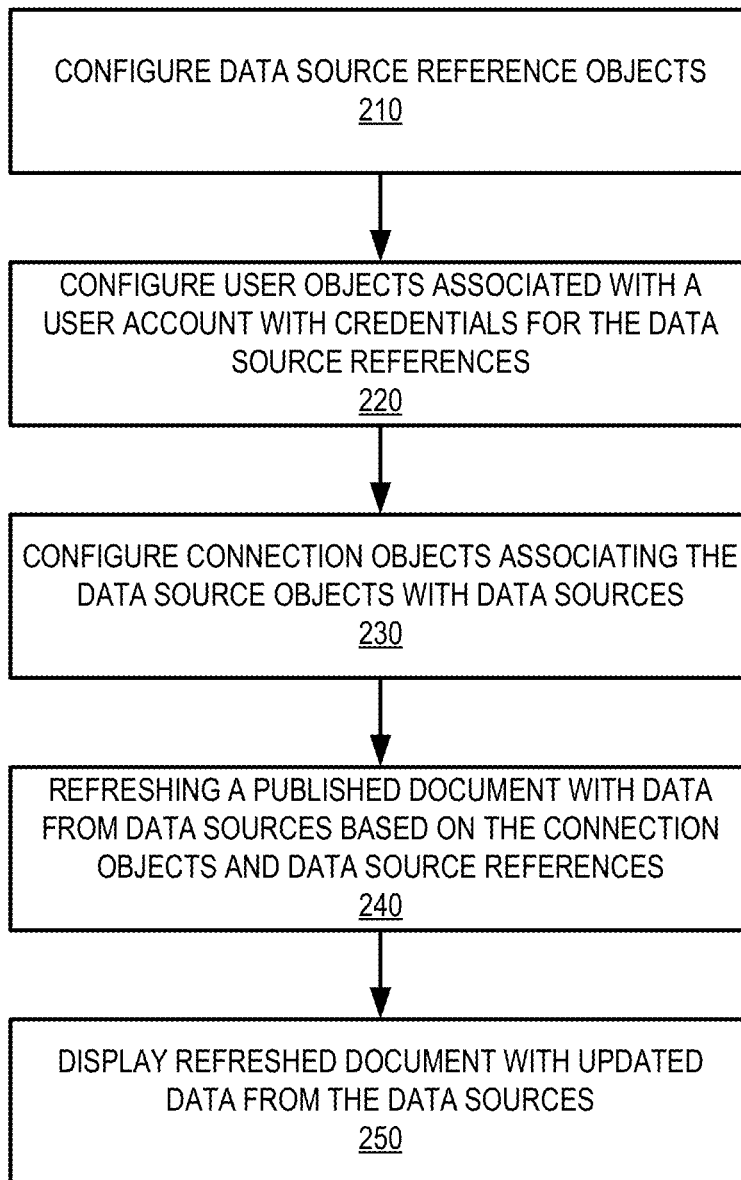 CONFIGURE DATA SOURCE REFERENCE OBJECTS
210
CONFIGURE USER OBJECTS ASSOCIATED WITH A
USER ACCOUNT WITH CREDENTIALS FOR THE DATA
SOURCE REFERENCES
220
CONFIGURE CONNECTION OBJECTS ASSOCIATING THE
DATA SOURCE OBJECTS WITH DATA SOURCES
230
REFRESHING A PUBLISHED DOCUMENT WITH DATA
FROM DATA SOURCES BASED ON THE CONNECTION
OBJECTS AND DATA SOURCE REFERENCES
240
DISPLAY REFRESHED DOCUMENT WITH UPDATED
DATA FROM THE DATA SOURCES
250